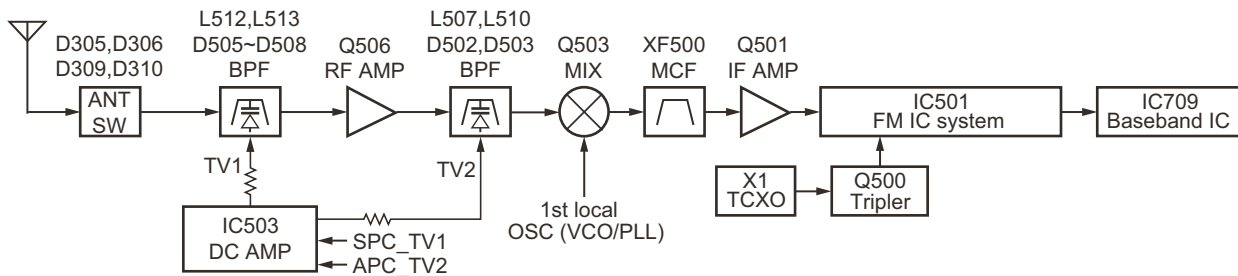 D305,D306
D309,D310
ANT
SW
L512,L513
D505~D508
BPF
Q506
RF AMP
L507,L510
D502,D503
BPF
Q503
MIX
XF500
MCF
Q501
IF AMP
IC501
FM IC system
IC709
Baseband IC
TV1
TV2
IC503
DC AMP
SPC_TV1
APC_TV2
1st local
OSC (VCO/PLL)
X1
TCXO
Q500
Tripler